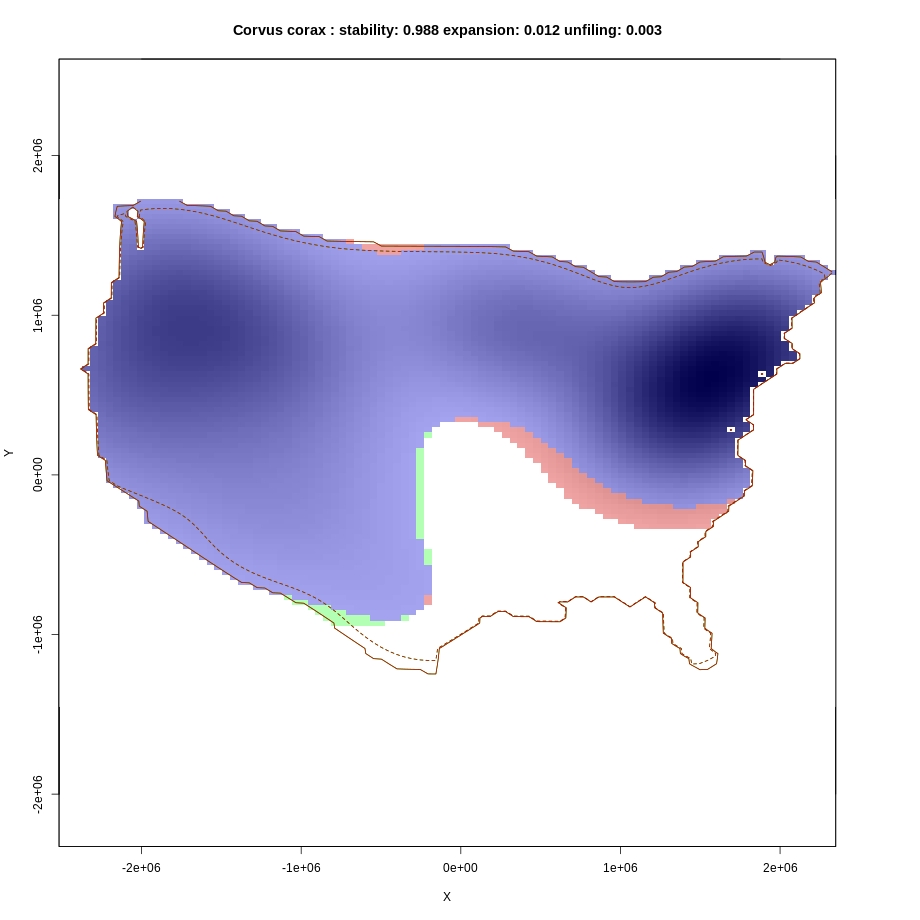 Corvus corax : stability: 0.988 expansion: 0.012 unfiling: 0.003
2e+06
1e+06
Y
0e+00
-1e+06
-2e+06
-2e+06 -1e+06 0e+00 1e+06 2e+06
X